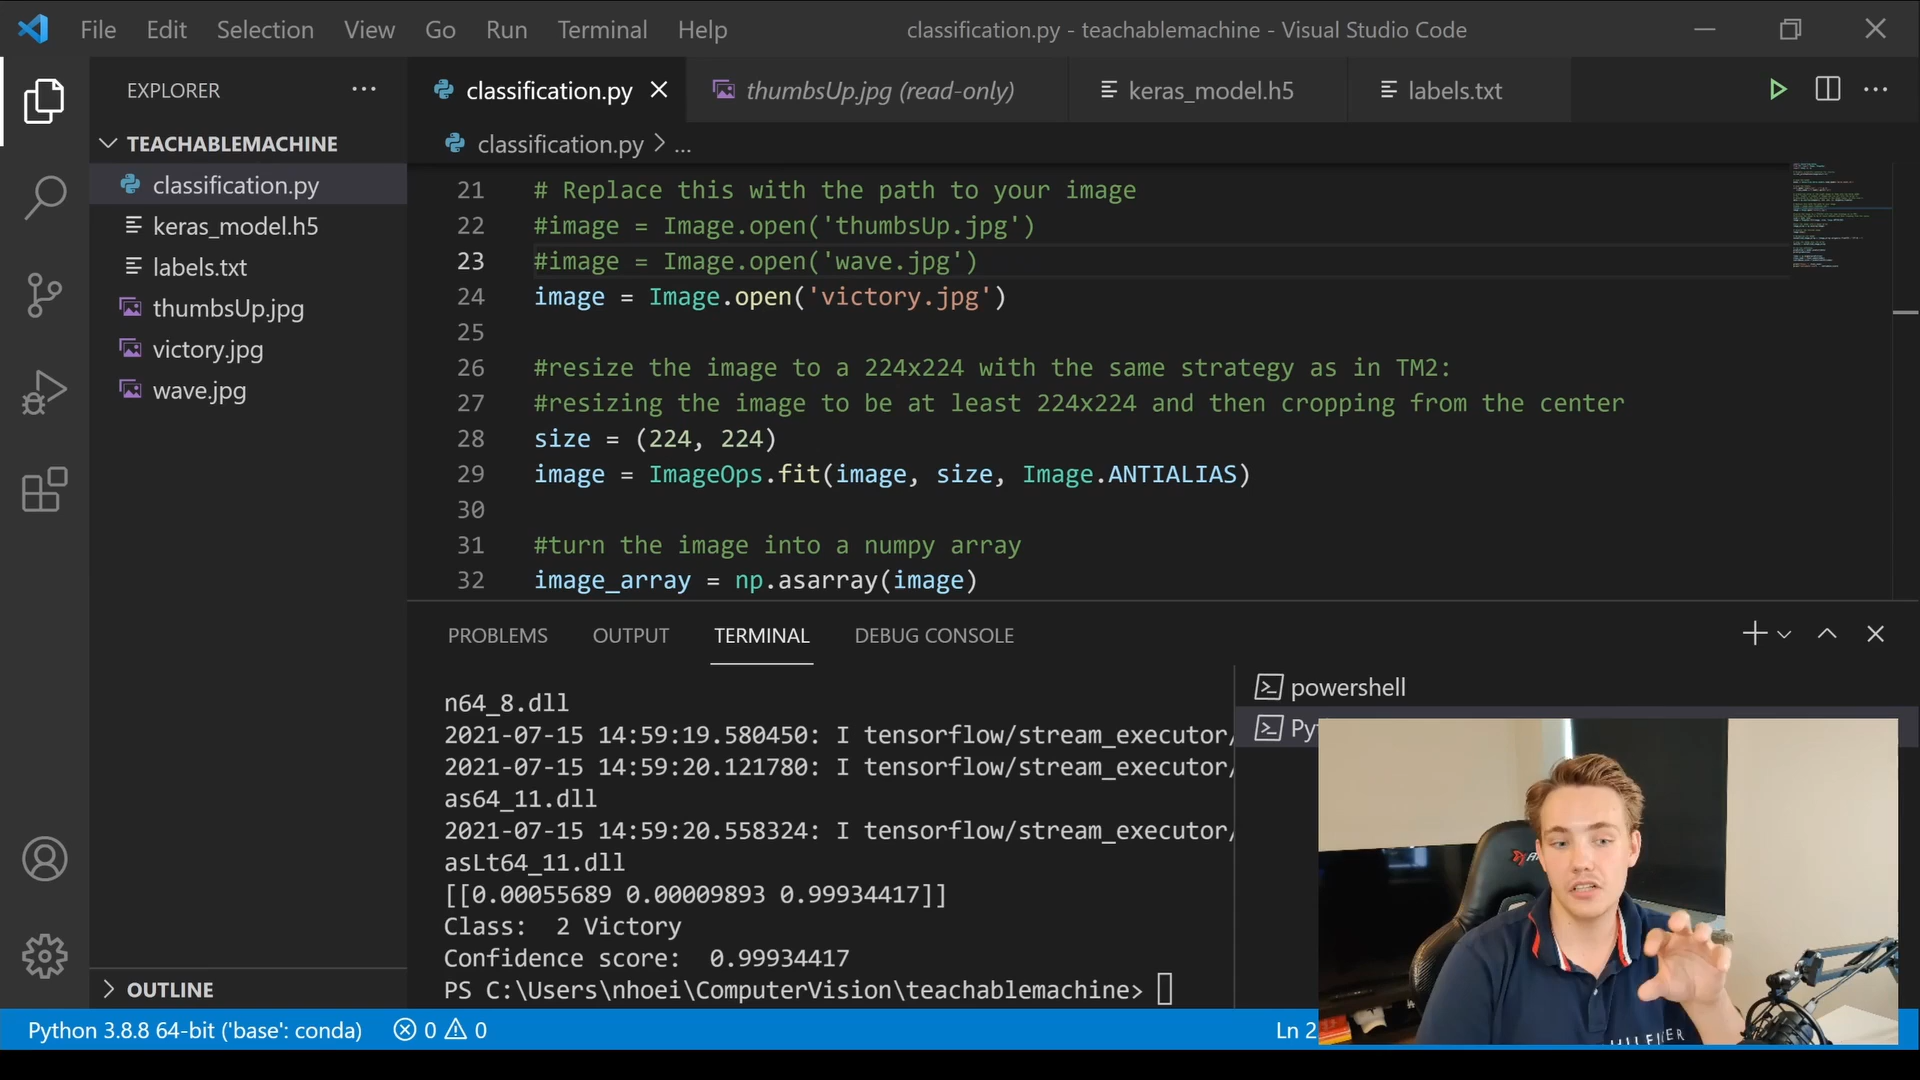 File Edit Selection View Go Run Terminal Help classification.py - teachablemachine - Visual Studio Code
EXPLORER
classification.py thumbsUp.jpg (read-only) keras_model.h5 labels.txt
TEACHABLEMACHINE
classification.py > ...
classification.py
keras_model.h5
labels.txt
thumbsUp.jpg
victory.jpg
wave.jpg
21 # Replace this with the path to your image
22 #image = Image.open('thumbsUp.jpg')
23 #image = Image.open('wave.jpg')
24 image = Image.open('victory.jpg')
25
26 #resize the image to a 224x224 with the same strategy as in TM2:
27 #resizing the image to be at least 224x224 and then cropping from the center
28 size = (224, 224)
29 image = ImageOps.fit(image, size, Image.ANTIALIAS)
30
31 #turn the image into a numpy array
32 image_array = np.asarray(image)
PROBLEMS OUTPUT TERMINAL DEBUG CONSOLE
n64_8.dll
2021-07-15 14:59:19.580450: I tensorflow/stream_executor/
2021-07-15 14:59:20.121780: I tensorflow/stream_executor/
as64_11.dll
2021-07-15 14:59:20.558324: I tensorflow/stream_executor/
asLt64_11.dll
[[0.00055689 0.00009893 0.99934417]]
Class:  2 Victory
Confidence score:  0.99934417
PS C:\Users\nhoei\ComputerVision\teachablemachine>
powershell
Py
OUTLINE
Python 3.8.8 64-bit ('base': conda) 0 0 Ln 2